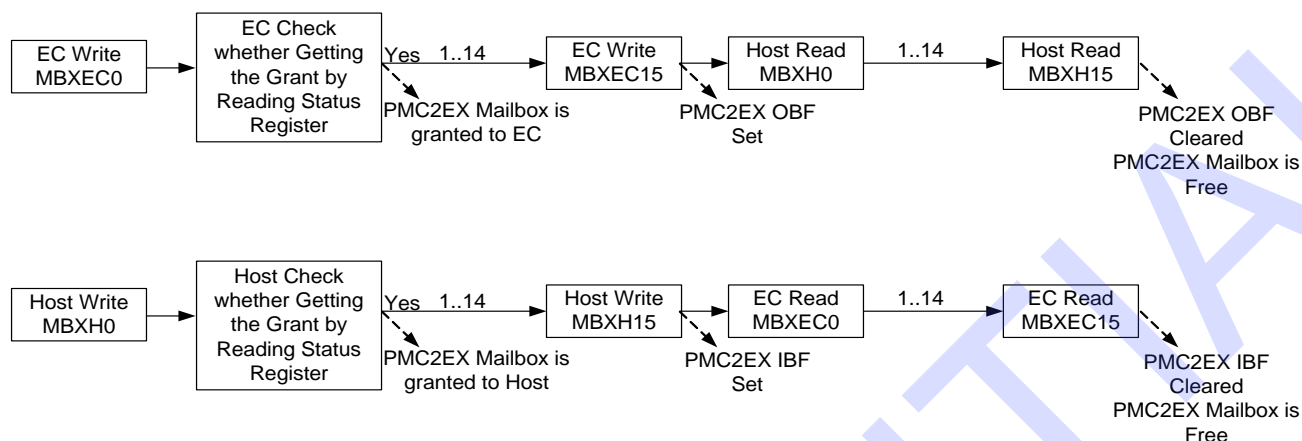 EC Write
MBXEC0
EC Check
whether Getting
the Grant by
Reading Status
Register
Yes 1..14
PMC2EX Mailbox is
granted to EC
EC Write
MBXEC15
PMC2EX OBF
Set
Host Read
MBXH0
1..14
Host Read
MBXH15
PMC2EX OBF
Cleared
PMC2EX Mailbox is
Free
Host Write
MBXH0
Host Check
whether Getting
the Grant by
Reading Status
Register
Yes 1..14
PMC2EX Mailbox is
granted to Host
Host Write
MBXH15
PMC2EX IBF
Set
EC Read
MBXEC0
1..14
EC Read
MBXEC15
PMC2EX IBF
Cleared
PMC2EX Mailbox is
Free